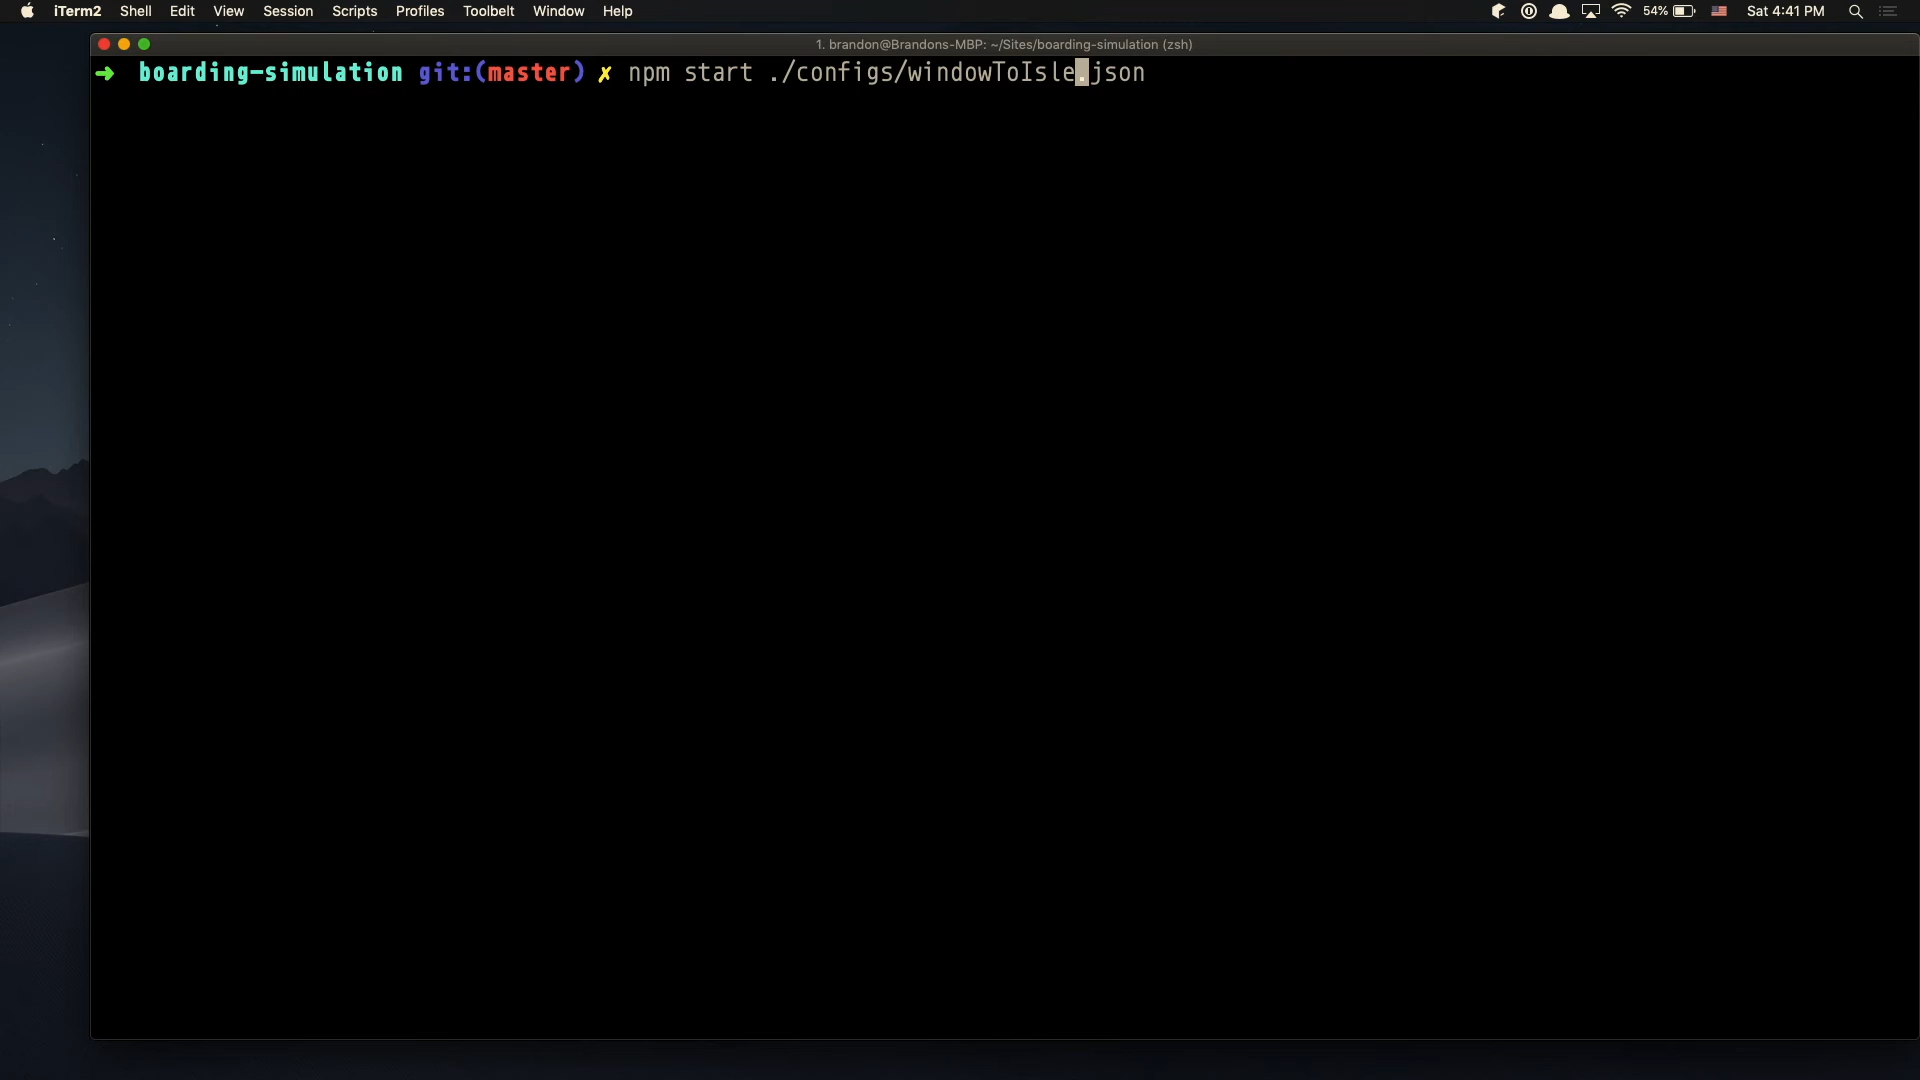 iTerm2 Shell Edit View Session Scripts Profiles Toolbelt Window Help 54% Sat 4:41 PM
1. brandon@Brandons-MBP: ~/Sites/boarding-simulation (zsh)
➜ boarding-simulation git:(master) ✗ npm start ./configs/windowToIsle.json